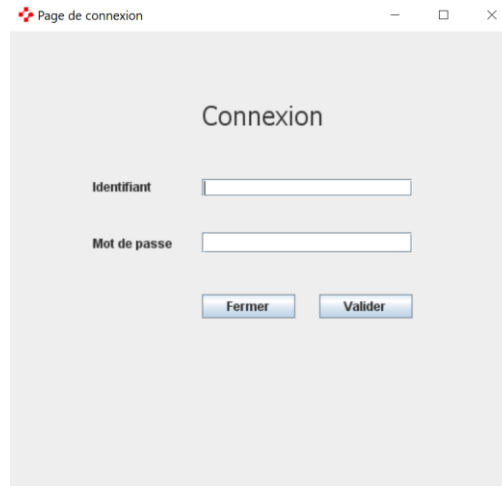 Page de connexion
Connexion
Identifiant
Mot de passe
Fermer Valider